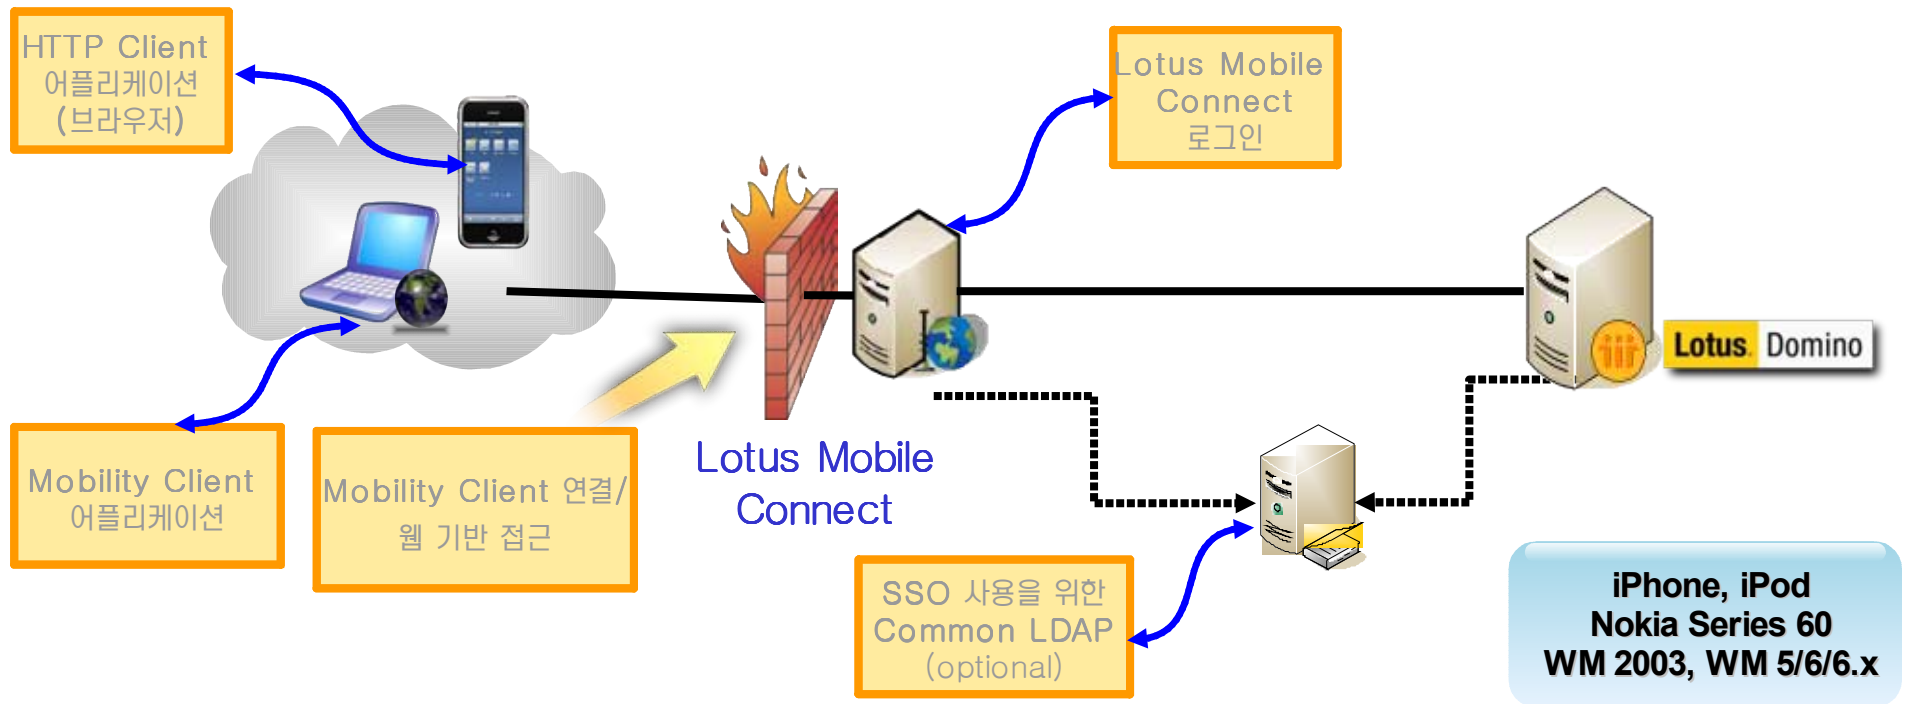 HTTP Client
어플리케이션
(브라우저)
Lotus Mobile
Connect
로그인
Lotus. Domino
Mobility Client
어플리케이션
Mobility Client 연결/
웹 기반 접근
Lotus Mobile
Connect
SSO 사용을 위한
Common LDAP
(optional)
iPhone, iPod
Nokia Series 60
WM 2003, WM 5/6/6.x